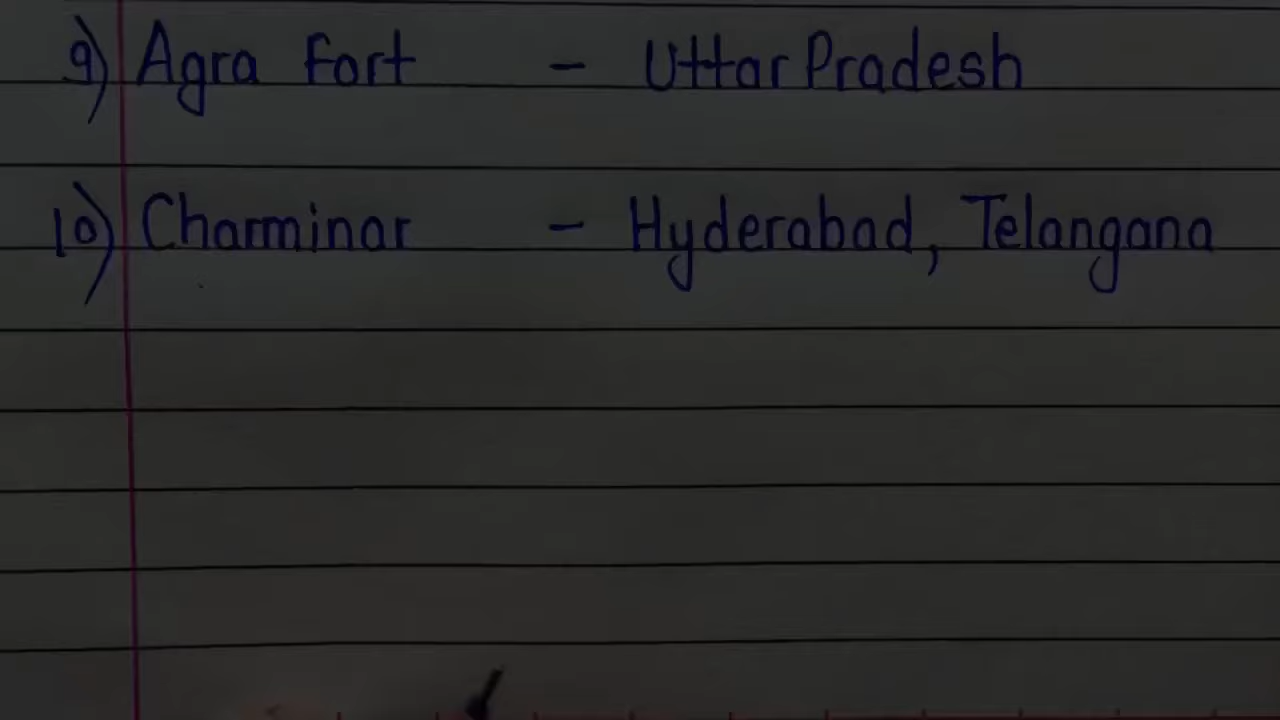 9) Agra Fort - Uttar Pradesh
10) Charminar - Hyderabad, Telangana